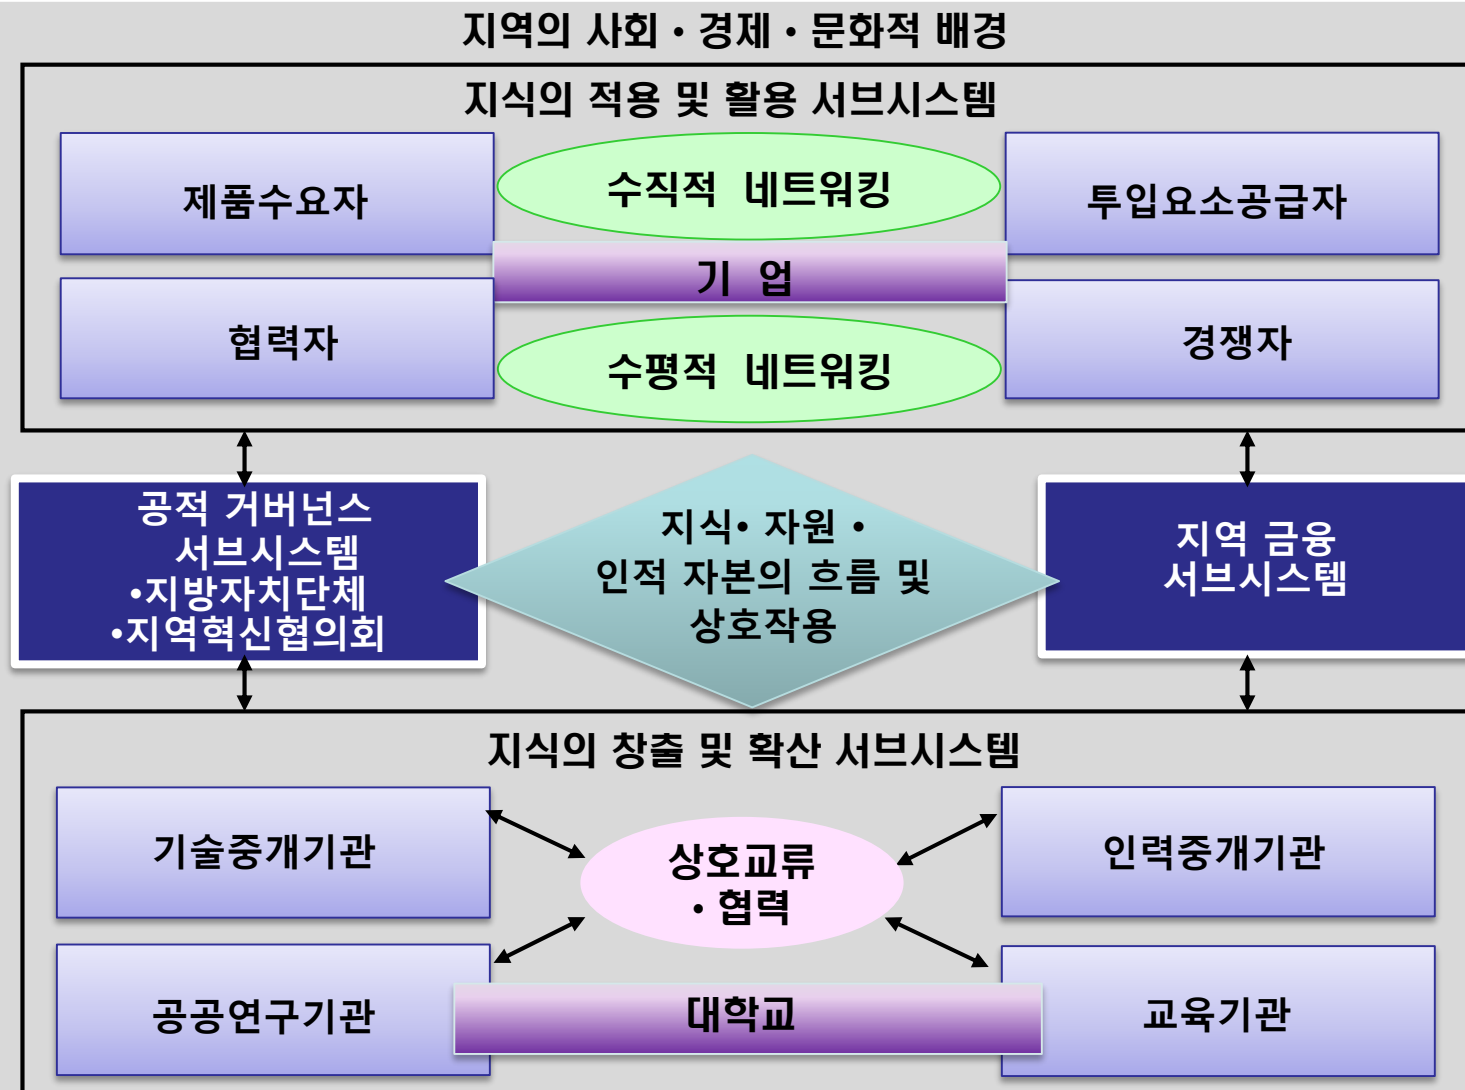 지역의 사회 • 경제 • 문화적 배경
지식의 적용 및 활용 서브시스템
제품수요자
수직적 네트워킹
투입요소공급자
기 업
협력자
수평적 네트워킹
경쟁자
공적 거버넌스
서브시스템
•지방자치단체
•지역혁신협의회
지식• 자원 •
인적 자본의 흐름 및
상호작용
지역 금융
서브시스템
지식의 창출 및 확산 서브시스템
기술중개기관
상호교류
• 협력
인력중개기관
공공연구기관
대학교
교육기관